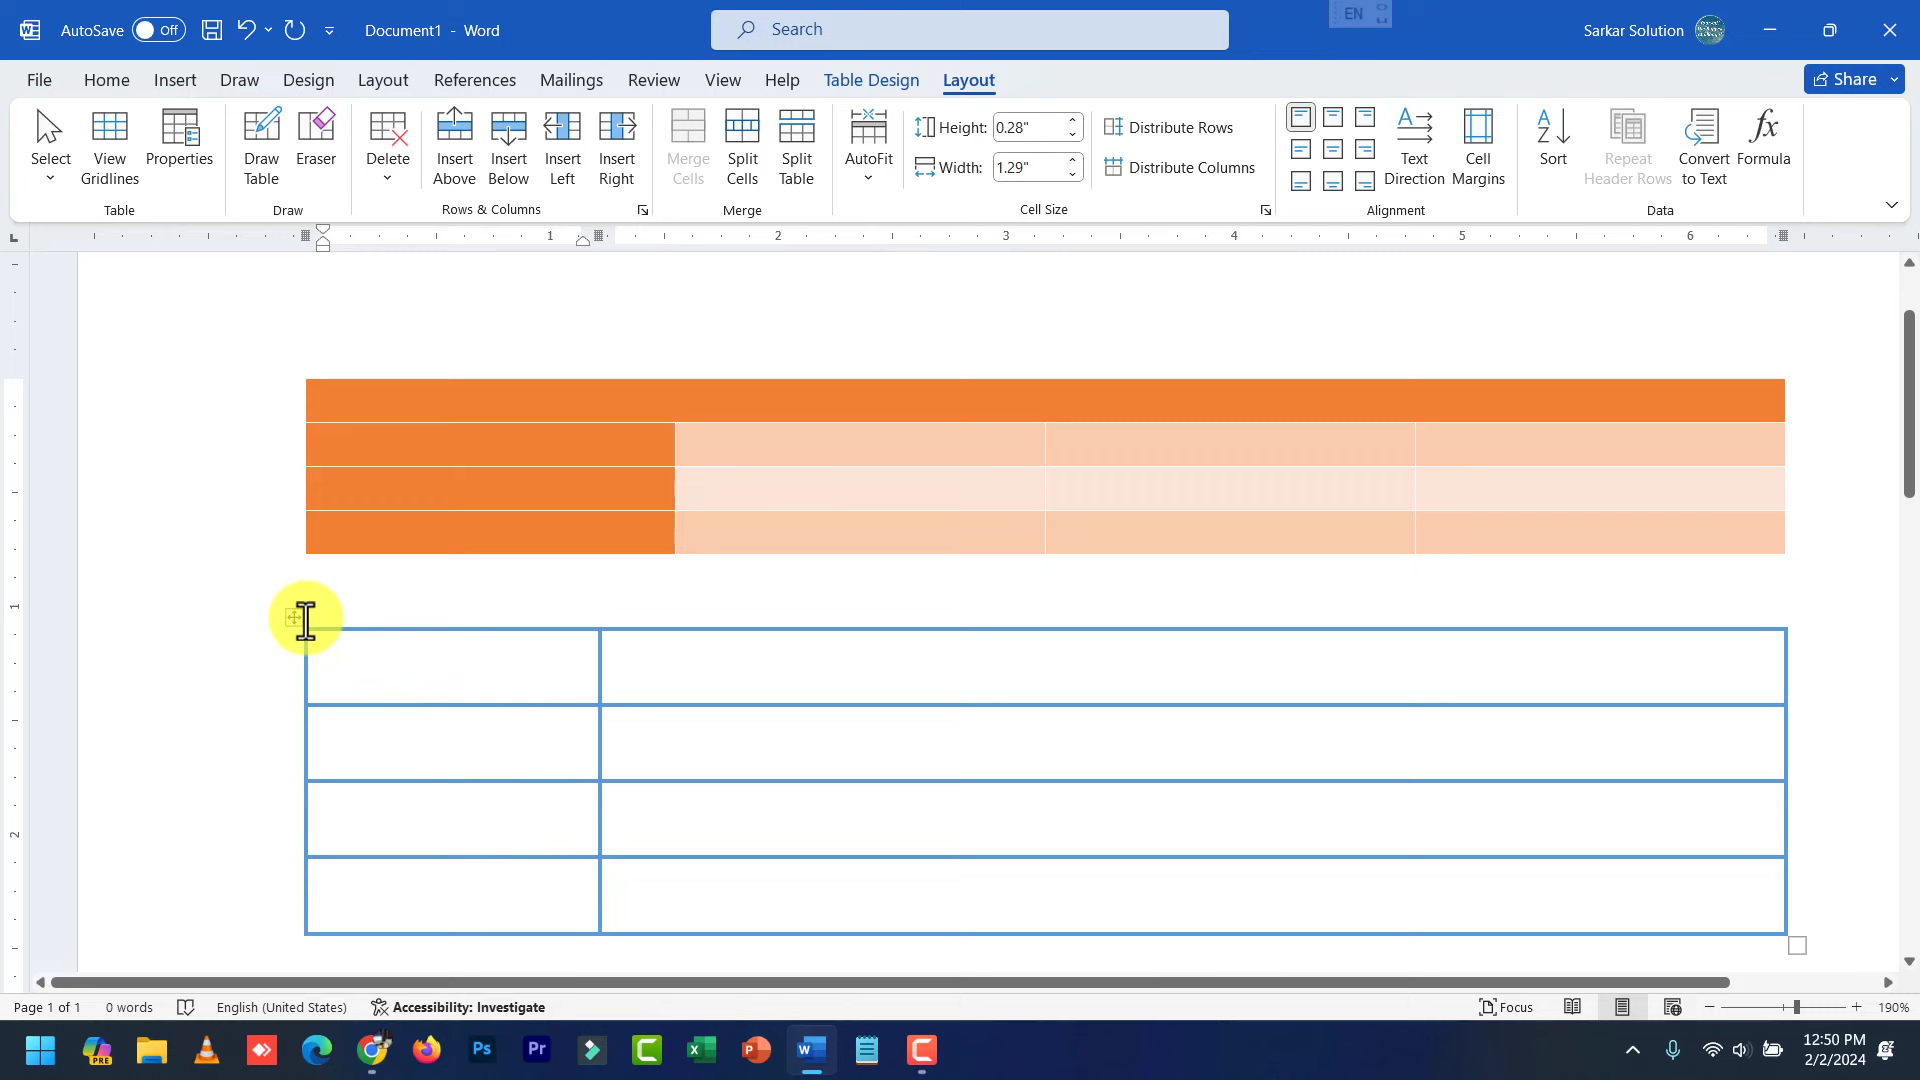 AutoSave Off Document1 - Word Search EN Sarkar Solution
File Home Insert Draw Design Layout References Mailings Review View Help Table Design Layout Share
Select View Gridlines Properties Draw Table Eraser Delete Insert Above Insert Below Insert Left Insert Right Merge Cells Split Cells Split Table AutoFit Height: 0.28" Distribute Rows Width: 1.29" Distribute Columns Text Direction Cell Margins Sort Repeat Header Rows Convert to Text Formula
Table Draw Rows & Columns Merge Cell Size Alignment Data
1 2 3 4 5 6
1
2
Page 1 of 1 0 words English (United States) Accessibility: Investigate Focus 190%
PRE Ps Pr C X P W C 12:50 PM
2/2/2024